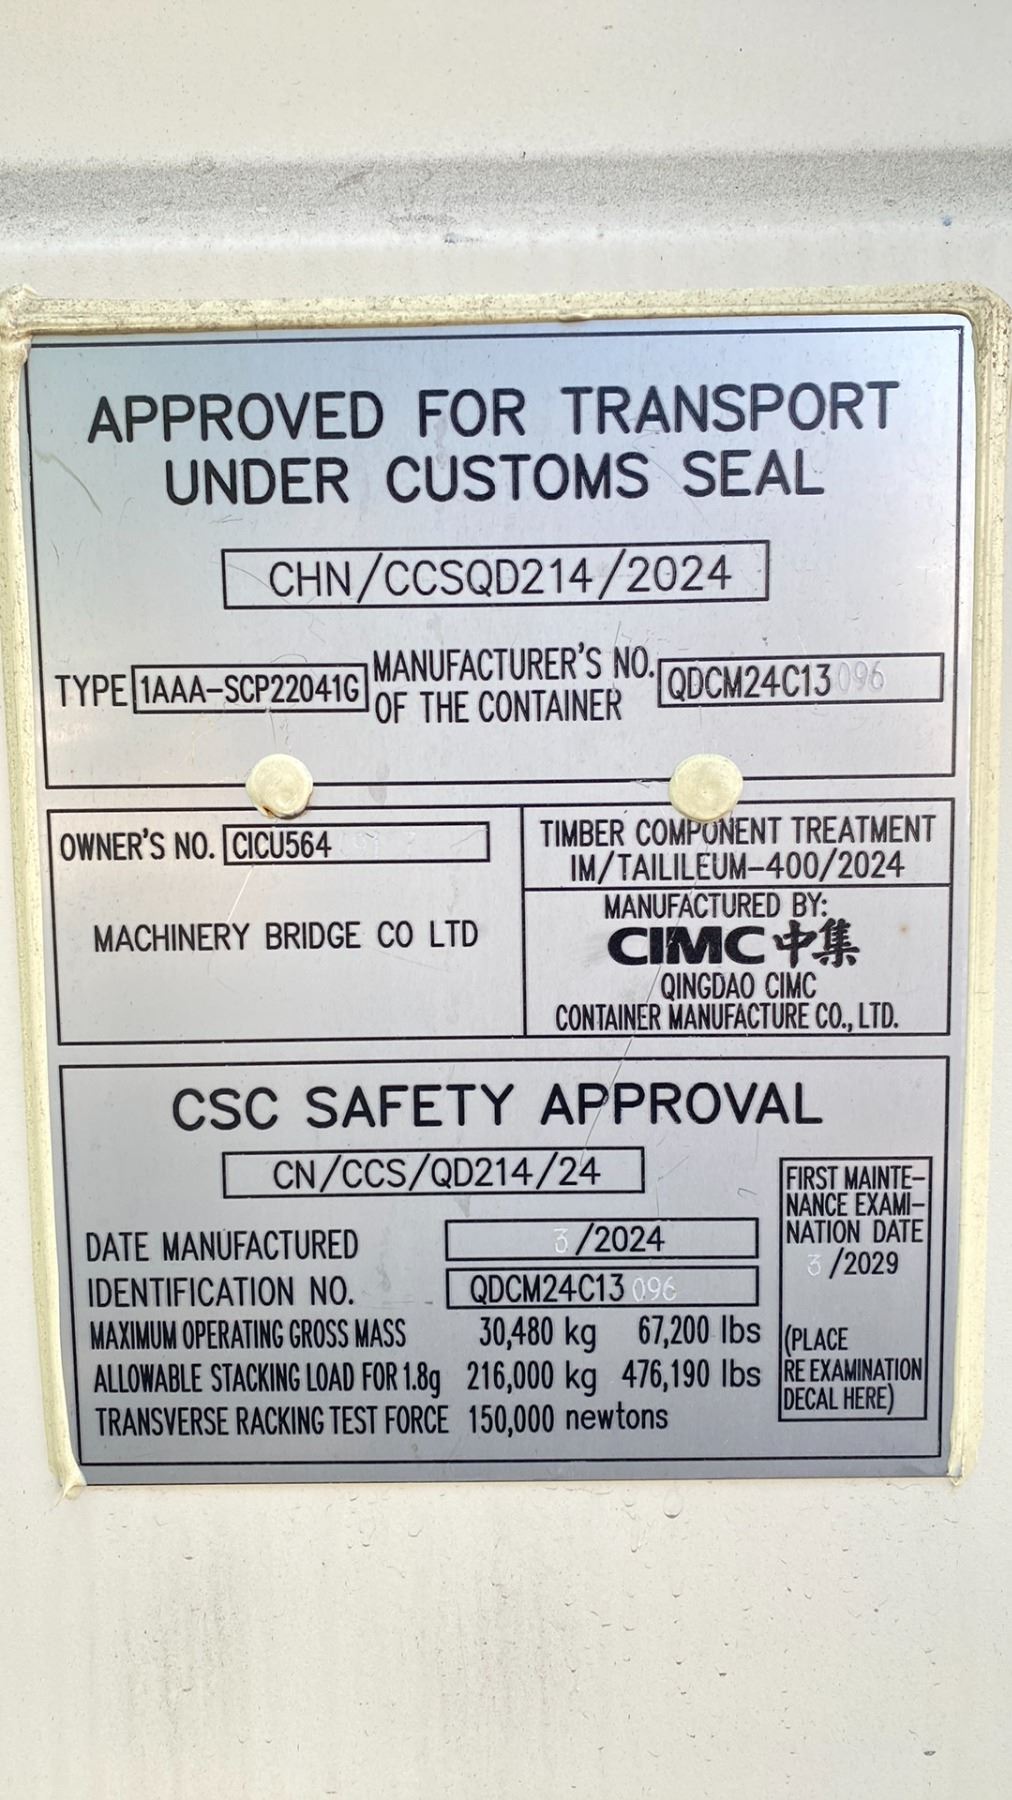 APPROVED FOR TRANSPORT
UNDER CUSTOMS SEAL
CHN/CCSQD214/2024
TYPE 1AAA-SCP22041G
MANUFACTURER'S NO.
OF THE CONTAINER
QDCM24C13096
OWNER'S NO. CICU564
MACHINERY BRIDGE CO LTD
TIMBER COMPONENT TREATMENT
IM/TAILILEUM-400/2024
MANUFACTURED BY:
CIMC 中集
QINGDAO CIMC
CONTAINER MANUFACTURE CO., LTD.
CSC SAFETY APPROVAL
CN/CCS/QD214/24
DATE MANUFACTURED 3/2024
IDENTIFICATION NO. QDCM24C13096
MAXIMUM OPERATING GROSS MASS 30,480 kg 67,200 lbs
ALLOWABLE STACKING LOAD FOR 1.8g 216,000 kg 476,190 lbs
TRANSVERSE RACKING TEST FORCE 150,000 newtons
FIRST MAINTE-
NANCE EXAMI-
NATION DATE
3/2029
(PLACE
RE EXAMINATION
DECAL HERE)